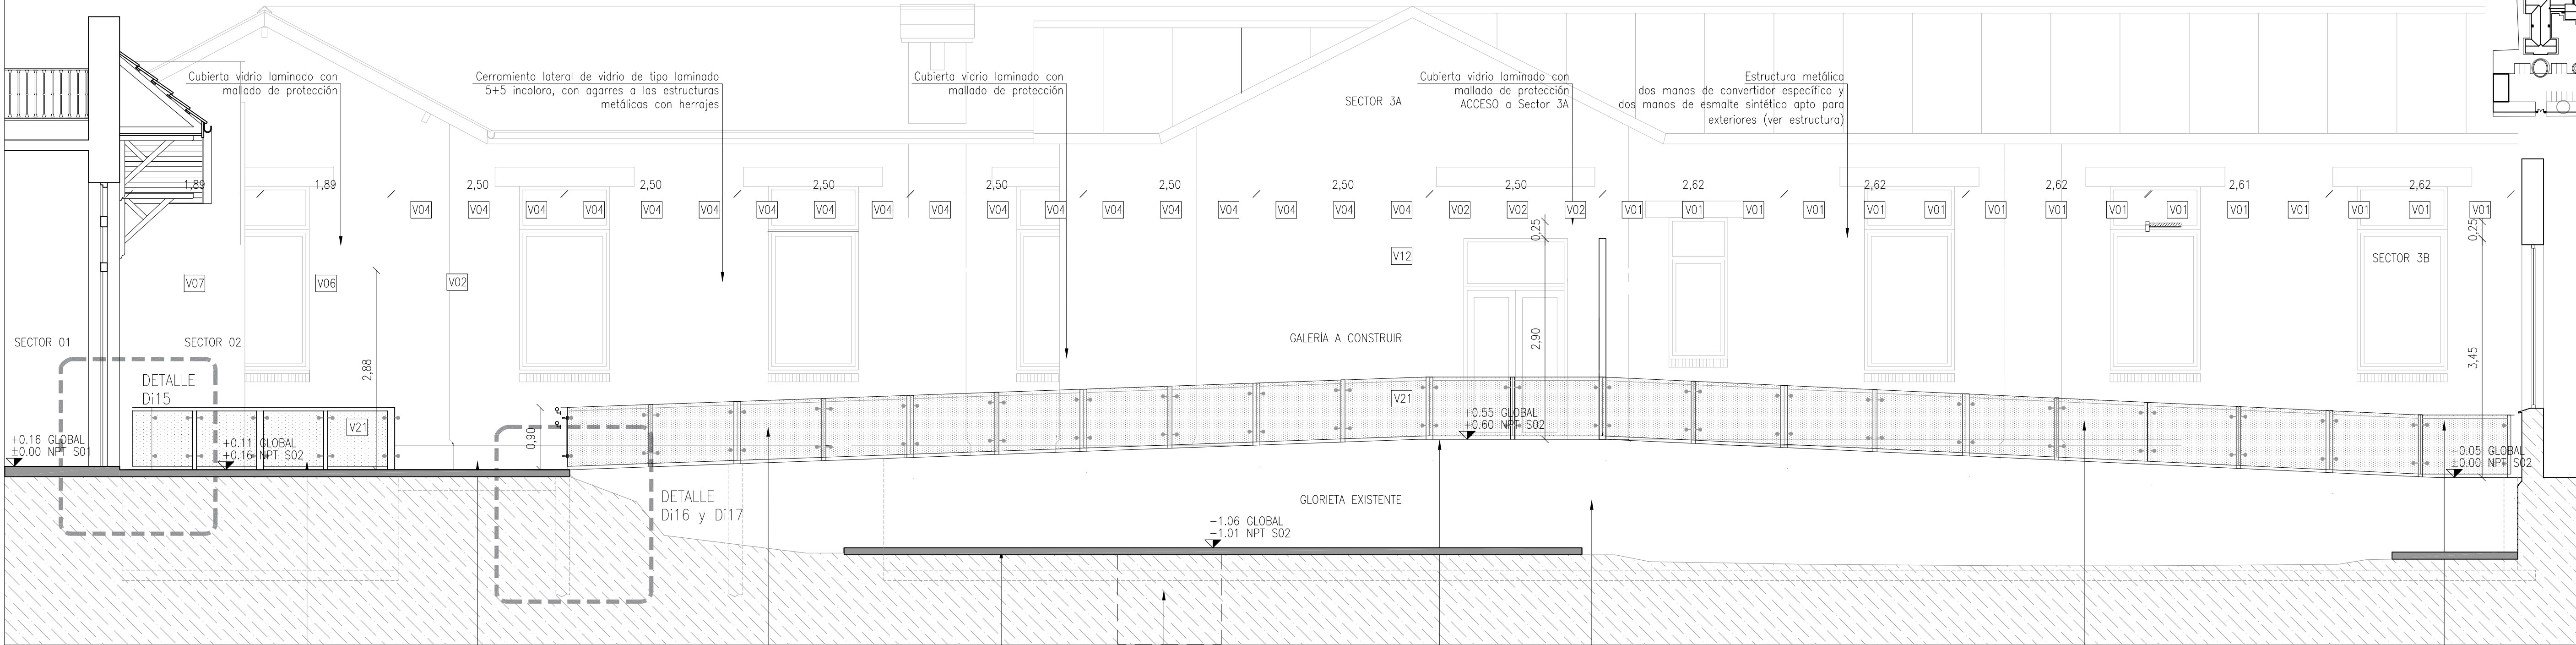 Cubierta vidrio laminado con
mallado de protección
Cerramiento lateral de vidrio de tipo laminado
5+5 incoloro, con agarres a las estructuras
metálicas con herrajes
Cubierta vidrio laminado con
mallado de protección
SECTOR 3A
Cubierta vidrio laminado con
mallado de protección
ACCESO a Sector 3A
Estructura metálica
dos manos de convertidor específico y
dos manos de esmalte sintético apto para
exteriores (ver estructura)
1,89 1,89 2,50 2,50 2,50 2,50 2,50 2,50 2,50 2,62 2,62 2,62 2,61 2,62
V04 V04 V04 V04 V04 V04 V04 V04 V04 V04 V04 V04 V04 V04 V04 V04 V04 V04 V02 V02 V02 V01 V01 V01 V01 V01 V01 V01 V01 V01 V01 V01 V01 V01 V01 V01
0,25
0,25
V12
SECTOR 3B
V07 V06 V02
SECTOR 01
SECTOR 02
GALERÍA A CONSTRUIR
2,90
3,45
2,88
DETALLE
Di15
V21
V21
0,90
+0.16 GLOBAL
±0.00 NPT S01
+0.11 GLOBAL
+0.16 NPT S02
+0.55 GLOBAL
+0.60 NPT S02
-0.05 GLOBAL
±0.00 NPT S02
DETALLE
Di16 y Di17
GLORIETA EXISTENTE
-1.06 GLOBAL
-1.01 NPT S02